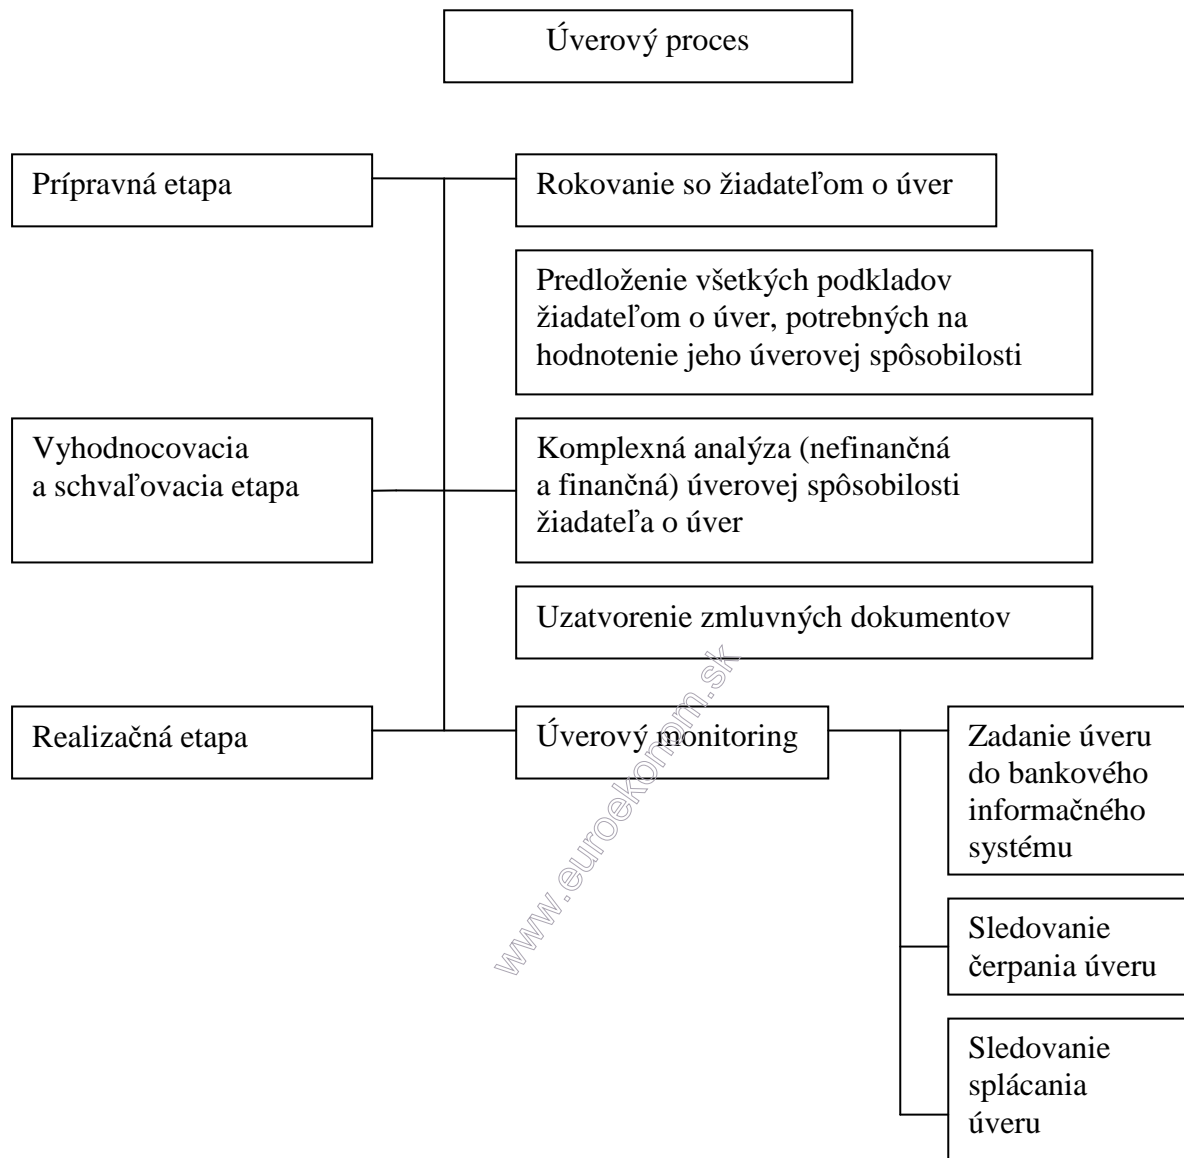 Úverový proces
Prípravná etapa
Rokovanie so žiadateľom o úver
Predloženie všetkých podkladov
žiadateľom o úver, potrebných na
hodnotenie jeho úverovej spôsobilosti
Vyhodnocovacia
a schvaľovacia etapa
Komplexná analýza (nefinančná
a finančná) úverovej spôsobilosti
žiadateľa o úver
Uzatvorenie zmluvných dokumentov
Realizačná etapa
Úverový monitoring
Zadanie úveru
do bankového
informačného
systému
Sledovanie
čerpania úveru
Sledovanie
splácania
úveru
www.euroekonom.sk